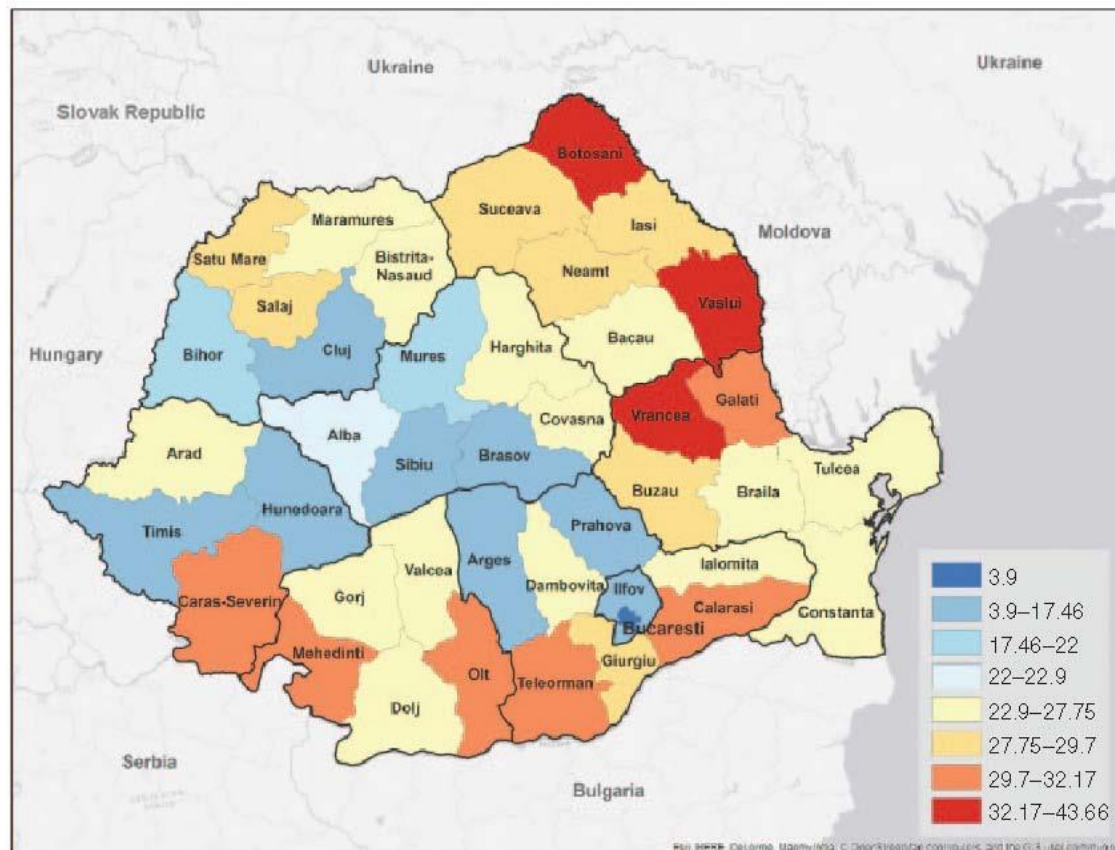 Ukraine
Ukraine
Slovak Republic
Botosani
Suceava
Maramures
Iasi
Moldova
Satu Mare
Bistrita-
Nasaud
Neamt
Salaj
Vaslui
Hungary
Bihor
Cluj
Mures
Harghita
Bacau
Vrancea
Galati
Covasna
Alba
Arad
Sibiu
Brasov
Tulcea
Buzau
Braila
Hunedoara
Timis
Prahova
Arges
Valcea
Ialomita
Dambovita
Ilfov
Gorj
Caras-Severin
Calarasi
Constanta
Bucaresti
Mehedinti
Giurgiu
Olt
Teleorman
Dolj
Serbia
Bulgaria
3.9
3.9–17.46
17.46–22
22–22.9
22.9–27.75
27.75–29.7
29.7–32.17
32.17–43.66